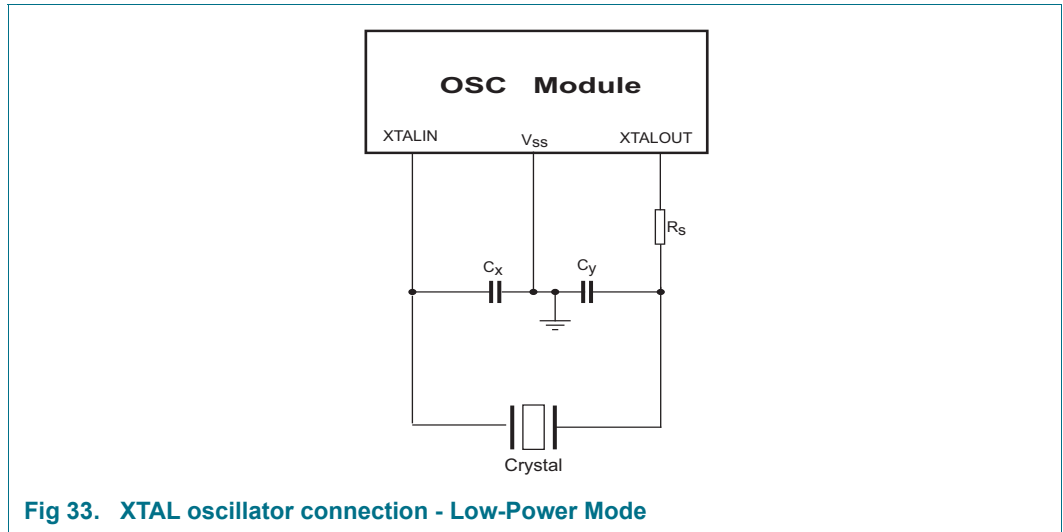 OSC Module
XTALIN
Vss
XTALOUT
Rs
Cx
Cy
Crystal
Fig 33. XTAL oscillator connection - Low-Power Mode